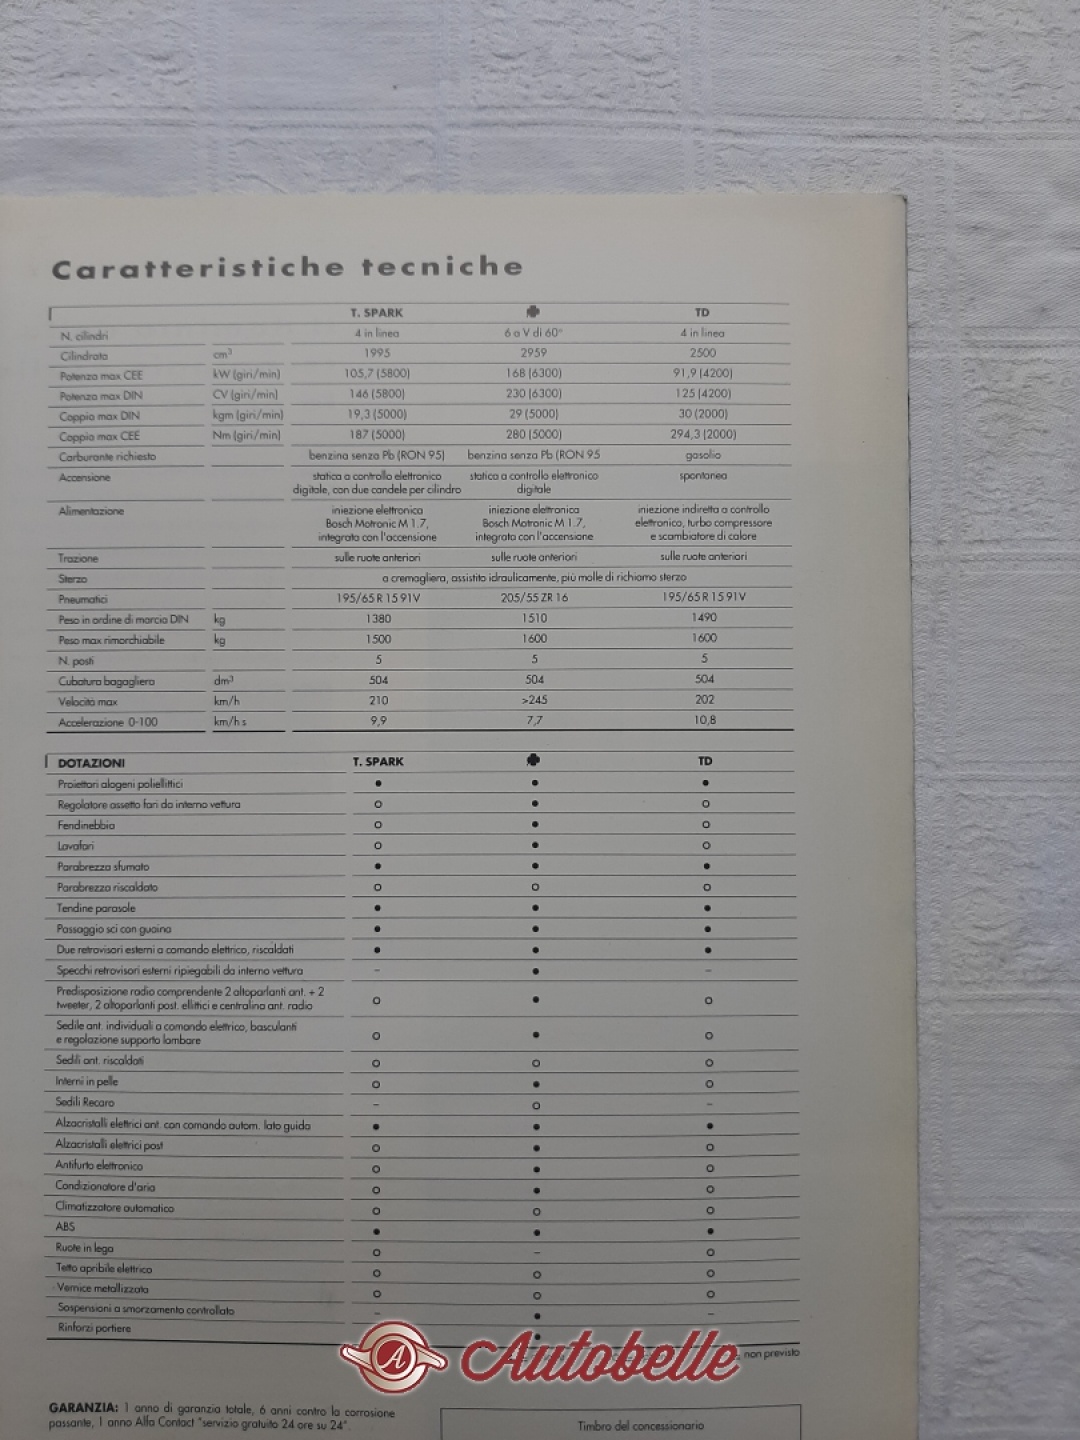 Caratteristiche tecniche
T. SPARK TD
N. cilindri 4 in linea 6 a V di 60° 4 in linea
Cilindrata cm³ 1995 2959 2500
Potenza max CEE kW (giri/min) 105,7 (5800) 168 (6300) 91,9 (4200)
Potenza max DIN CV (giri/min) 146 (5800) 230 (6300) 125 (4200)
Coppia max DIN kgm (giri/min) 19,3 (5000) 29 (5000) 30 (2000)
Coppia max CEE Nm (giri/min) 187 (5000) 280 (5000) 294,3 (2000)
Carburante richiesto benzina senza Pb (RON 95) benzina senza Pb (RON 95 gasolio
Accensione statica a controllo elettronico statica a controllo elettronico spontanea
digitale, con due candele per cilindro digitale
Alimentazione iniezione elettronica iniezione elettronica iniezione indiretta a controllo
Bosch Motronic M 1.7, Bosch Motronic M 1.7, elettronico, turbo compressore
integrata con l'accensione integrata con l'accensione e scambiatore di calore
Trazione sulle ruote anteriori sulle ruote anteriori sulle ruote anteriori
Sterzo a cremagliera, assistito idraulicamente, più molle di richiamo sterzo
Pneumatici 195/65 R 15 91V 205/55 ZR 16 195/65 R 15 91V
Peso in ordine di marcia DIN kg 1380 1510 1490
Peso max rimorchiabile kg 1500 1600 1600
N. posti 5 5 5
Cubatura bagagliera dm³ 504 504 504
Velocità max km/h 210 >245 202
Accelerazione 0-100 km/h s 9,9 7,7 10,8
DOTAZIONI T. SPARK TD
Proiettori alogeni poliellittici ● ● ●
Regolatore assetto fari da interno vettura ○ ● ○
Fendinebbia ○ ● ○
Lavafari ○ ● ○
Parabrezza sfumato ● ● ●
Parabrezza riscaldato ○ ○ ○
Tendine parasole ● ● ●
Passaggio sci con guaina ● ● ●
Due retrovisori esterni a comando elettrico, riscaldati ● ● ●
Specchi retrovisori esterni ripiegabili da interno vettura – ● –
Predisposizione radio comprendente 2 altoparlanti ant. + 2
tweeter, 2 altoparlanti post. ellittici e centralina ant. radio ○ ● ○
Sedile ant. individuali a comando elettrico, basculanti
e regolazione supporto lombare ○ ● ○
Sedili ant. riscaldati ○ ○ ○
Interni in pelle ○ ● ○
Sedili Recaro – ○ –
Alzacristalli elettrici ant. con comando autom. lato guida ● ● ●
Alzacristalli elettrici post ○ ● ○
Antifurto elettronico ○ ● ○
Condizionatore d'aria ○ ● ○
Climatizzatore automatico ○ ○ ○
ABS ● ● ●
Ruote in lega ○ – ○
Tetto apribile elettrico ○ ○ ○
Vernice metallizzata ○ ○ ○
Sospensioni a smorzamento controllato – ● –
Rinforzi portiere ●
non previsto
A Autobelle
GARANZIA: 1 anno di garanzia totale, 6 anni contro la corrosione
passante, 1 anno Alfa Contact "servizio gratuito 24 ore su 24".
Timbro del concessionario